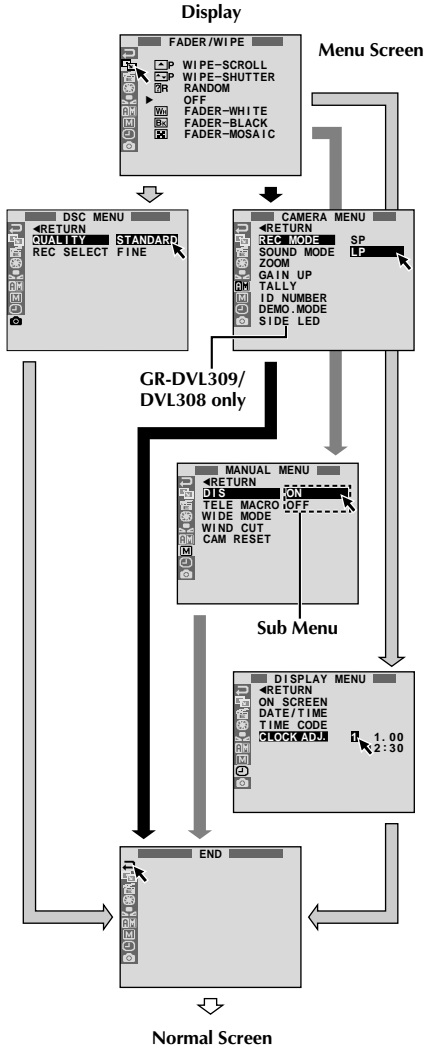 Display
Menu Screen
FADER/WIPE
P WIPE–SCROLL
P WIPE–SHUTTER
R RANDOM
OFF
WH FADER–WHITE
BK FADER–BLACK
FADER–MOSAIC
DSC MENU
RETURN
QUALITY STANDARD
REC SELECT FINE
CAMERA MENU
RETURN
REC MODE SP
SOUND MODE LP
ZOOM
GAIN UP
TALLY
ID NUMBER
DEMO.MODE
SIDE LED
GR-DVL309/
DVL308 only
MANUAL MENU
RETURN
DIS ON
TELE MACRO OFF
WIDE MODE
WIND CUT
CAM RESET
Sub Menu
DISPLAY MENU
RETURN
ON SCREEN
DATE/TIME
TIME CODE
CLOCK ADJ. 1. 1.00
2:30
END
Normal Screen